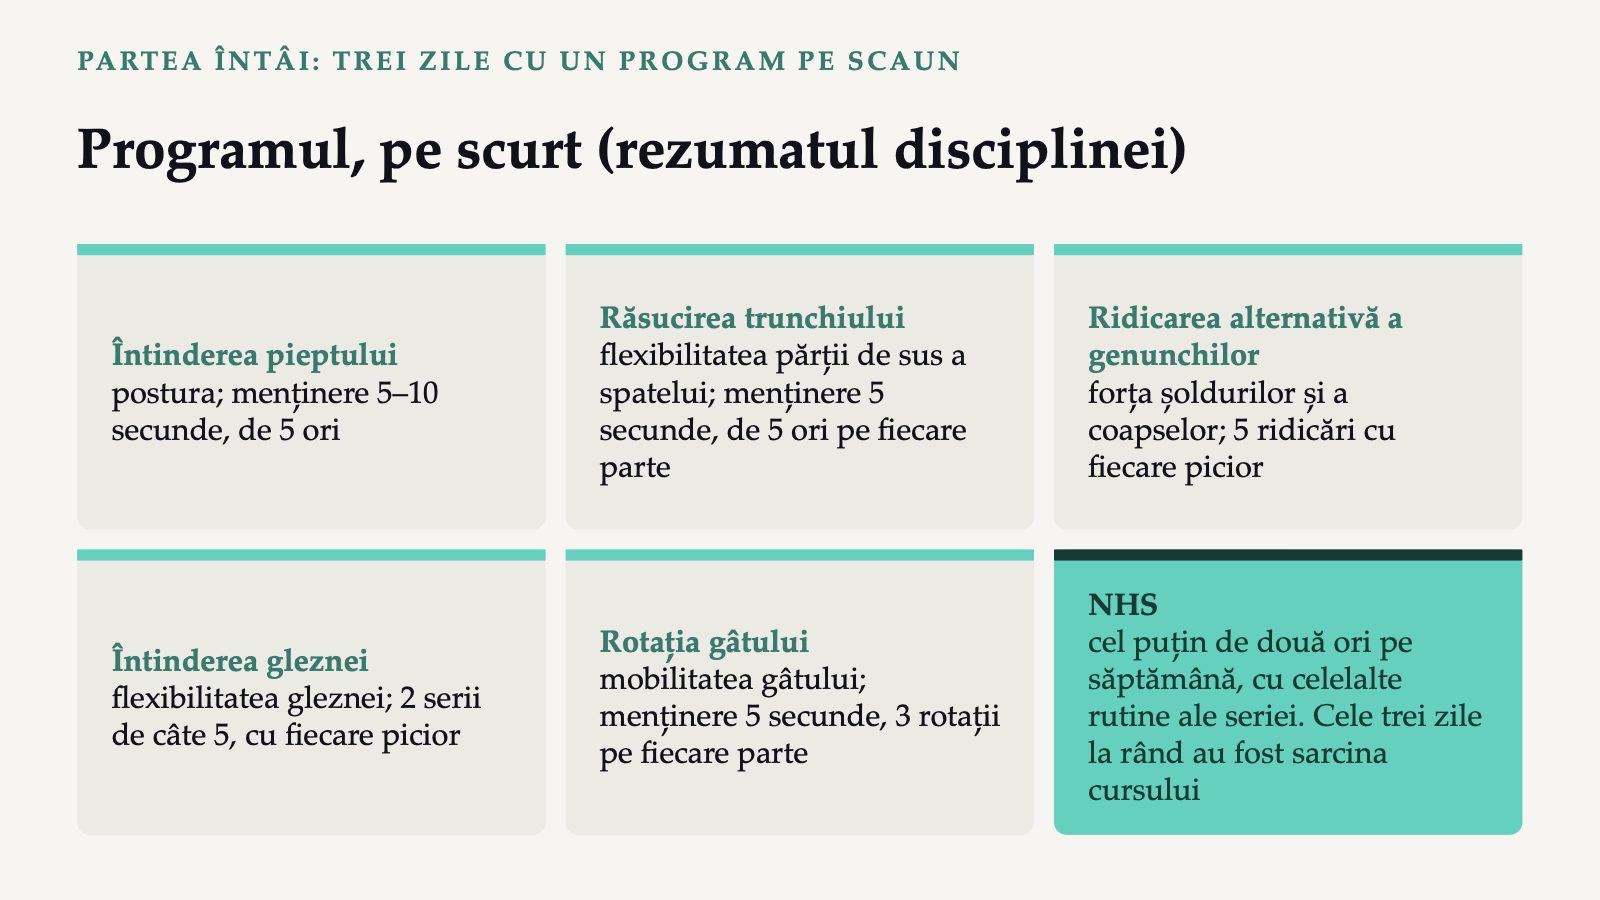 PARTEA ÎNTÂI: TREI ZILE CU UN PROGRAM PE SCAUN
Programul, pe scurt (rezumatul disciplinei)
Întinderea pieptului
postura; menținere 5–10
secunde, de 5 ori
Răsucirea trunchiului
flexibilitatea părții de sus a
spatelui; menținere 5
secunde, de 5 ori pe fiecare
parte
Ridicarea alternativă a
genunchilor
forța șoldurilor și a
coapselor; 5 ridicări cu
fiecare picior
Întinderea gleznei
flexibilitatea gleznei; 2 serii
de câte 5, cu fiecare picior
Rotația gâtului
mobilitatea gâtului;
menținere 5 secunde, 3 rotații
pe fiecare parte
NHS
cel puțin de două ori pe
săptămână, cu celelalte
rutine ale seriei. Cele trei zile
la rând au fost sarcina
cursului